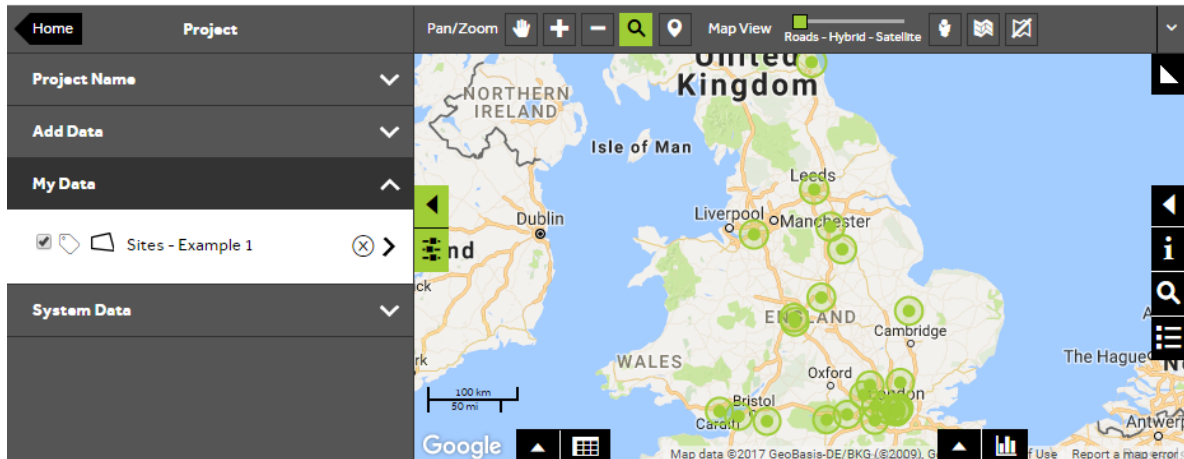 Home
Project
Pan/Zoom
Map View
Roads - Hybrid - Satellite
Project Name
Add Data
My Data
Sites - Example 1
System Data
United
Kingdom
NORTHERN
IRELAND
Isle of Man
Leeds
Liverpool
Manchester
Dublin
nd
ck
ENGLAND
Cambridge
WALES
The Hague
rk
Oxford
London
100 km
50 mi
Bristol
Cardiff
Antwerp
Google
Map data ©2017 GeoBasis-DE/BKG (©2009), G
f Use
Report a map error